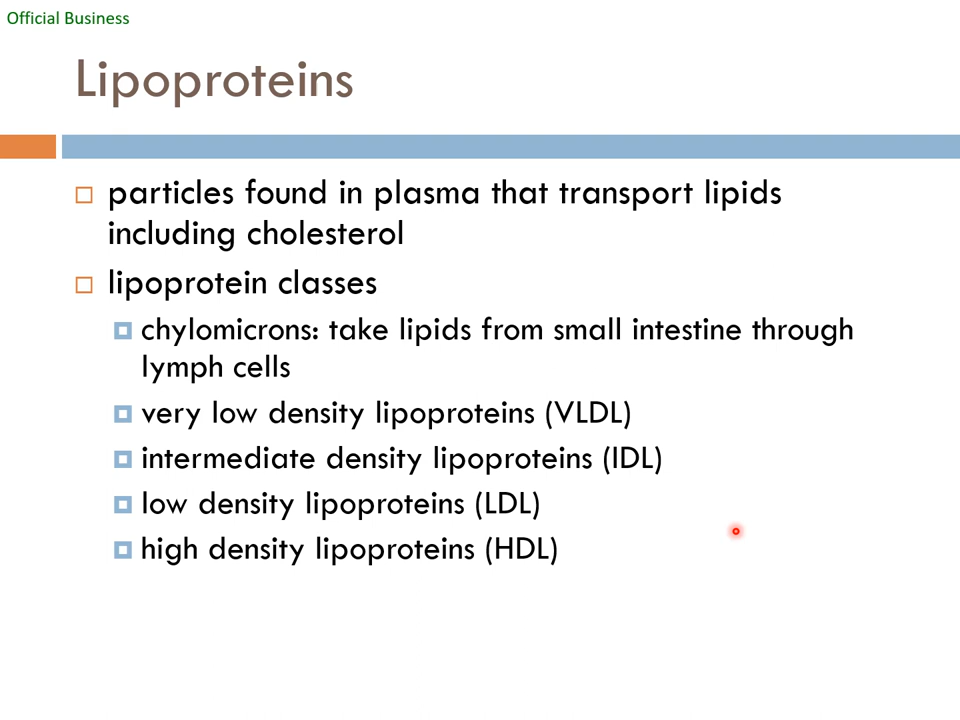 Official Business
Lipoproteins
particles found in plasma that transport lipids
including cholesterol
lipoprotein classes
chylomicrons: take lipids from small intestine through
lymph cells
very low density lipoproteins (VLDL)
intermediate density lipoproteins (IDL)
low density lipoproteins (LDL)
high density lipoproteins (HDL)